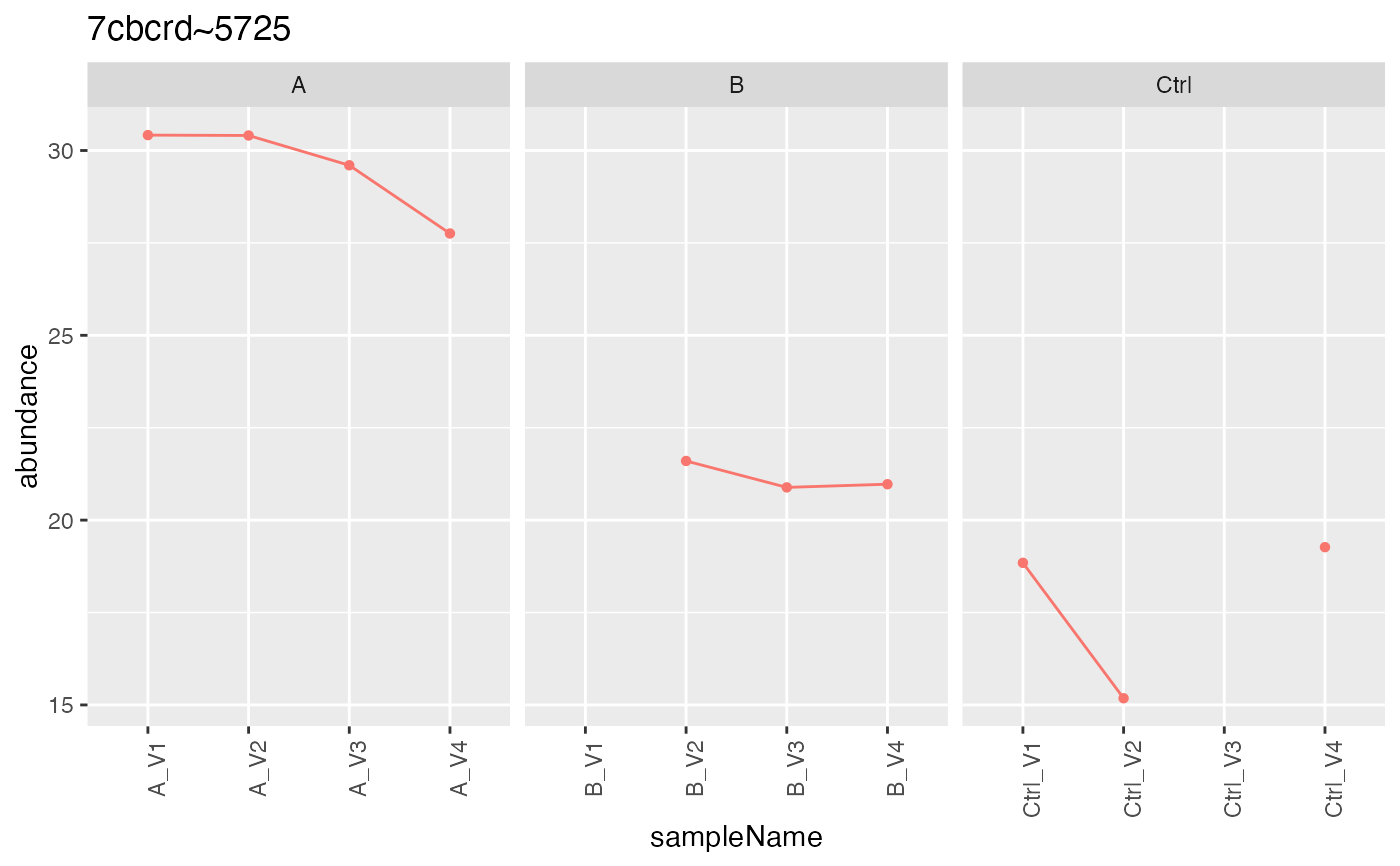 7cbcrd~5725
A
B
Ctrl
abundance
30
25
20
15
A_V1
A_V2
A_V3
A_V4
B_V1
B_V2
B_V3
B_V4
Ctrl_V1
Ctrl_V2
Ctrl_V3
Ctrl_V4
sampleName